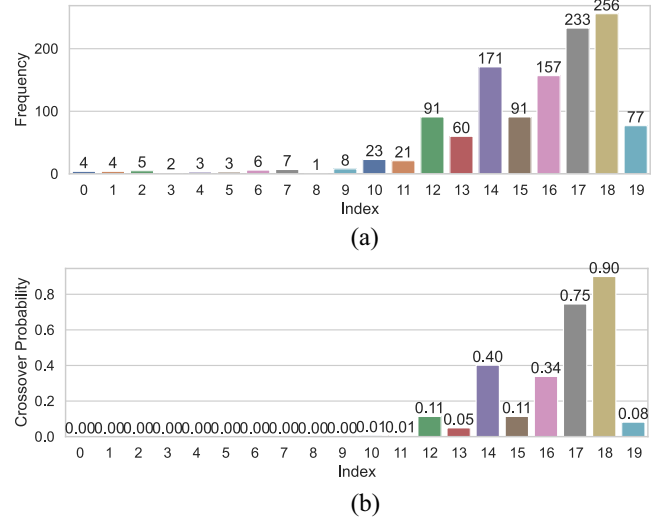 256
233
200
171
157
100
91
91
77
60
4 4 5 2 3 3 6 7 1 8 23 21
0
Frequency
0 1 2 3 4 5 6 7 8 9 10 11 12 13 14 15 16 17 18 19
Index
(a)
0.90
0.8
0.75
0.6
0.4
0.40
0.34
0.2
0.11
0.11
0.08
0.05
0.000.000.000.000.000.000.000.000.000.000.010.01
0.0
Crossover Probability
0 1 2 3 4 5 6 7 8 9 10 11 12 13 14 15 16 17 18 19
Index
(b)